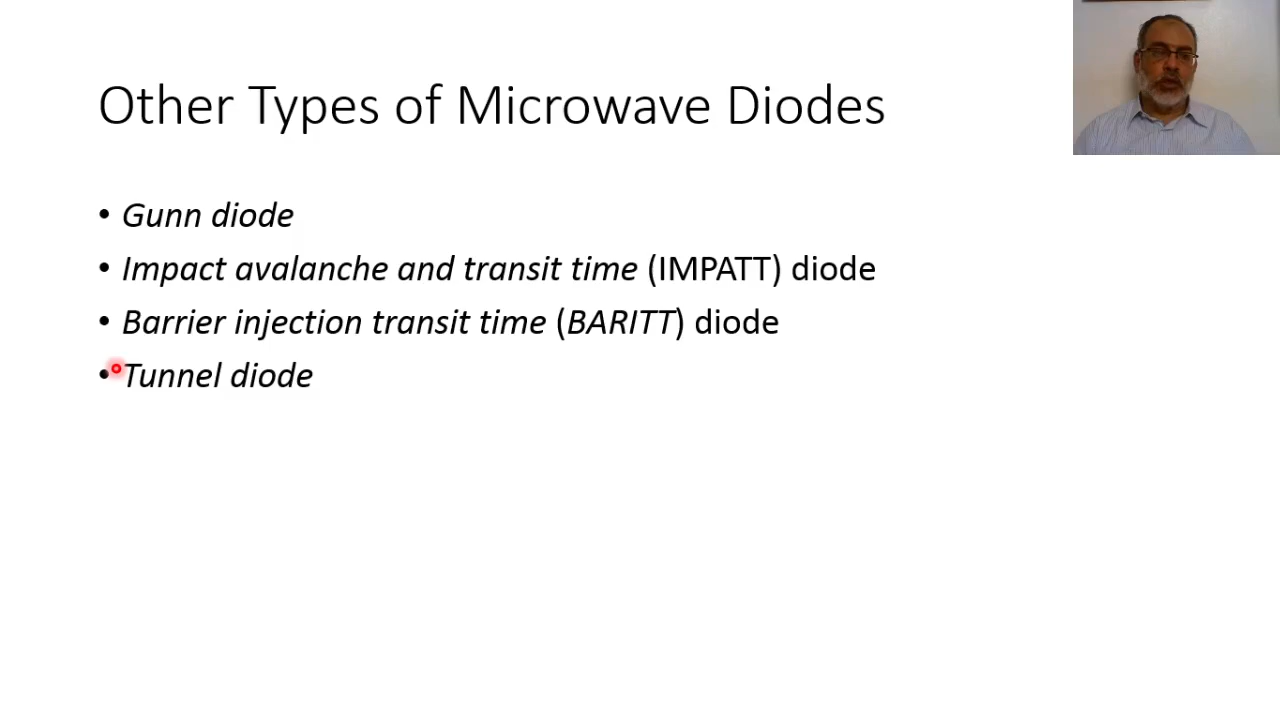 Other Types of Microwave Diodes
• Gunn diode
• Impact avalanche and transit time (IMPATT) diode
• Barrier injection transit time (BARITT) diode
• Tunnel diode